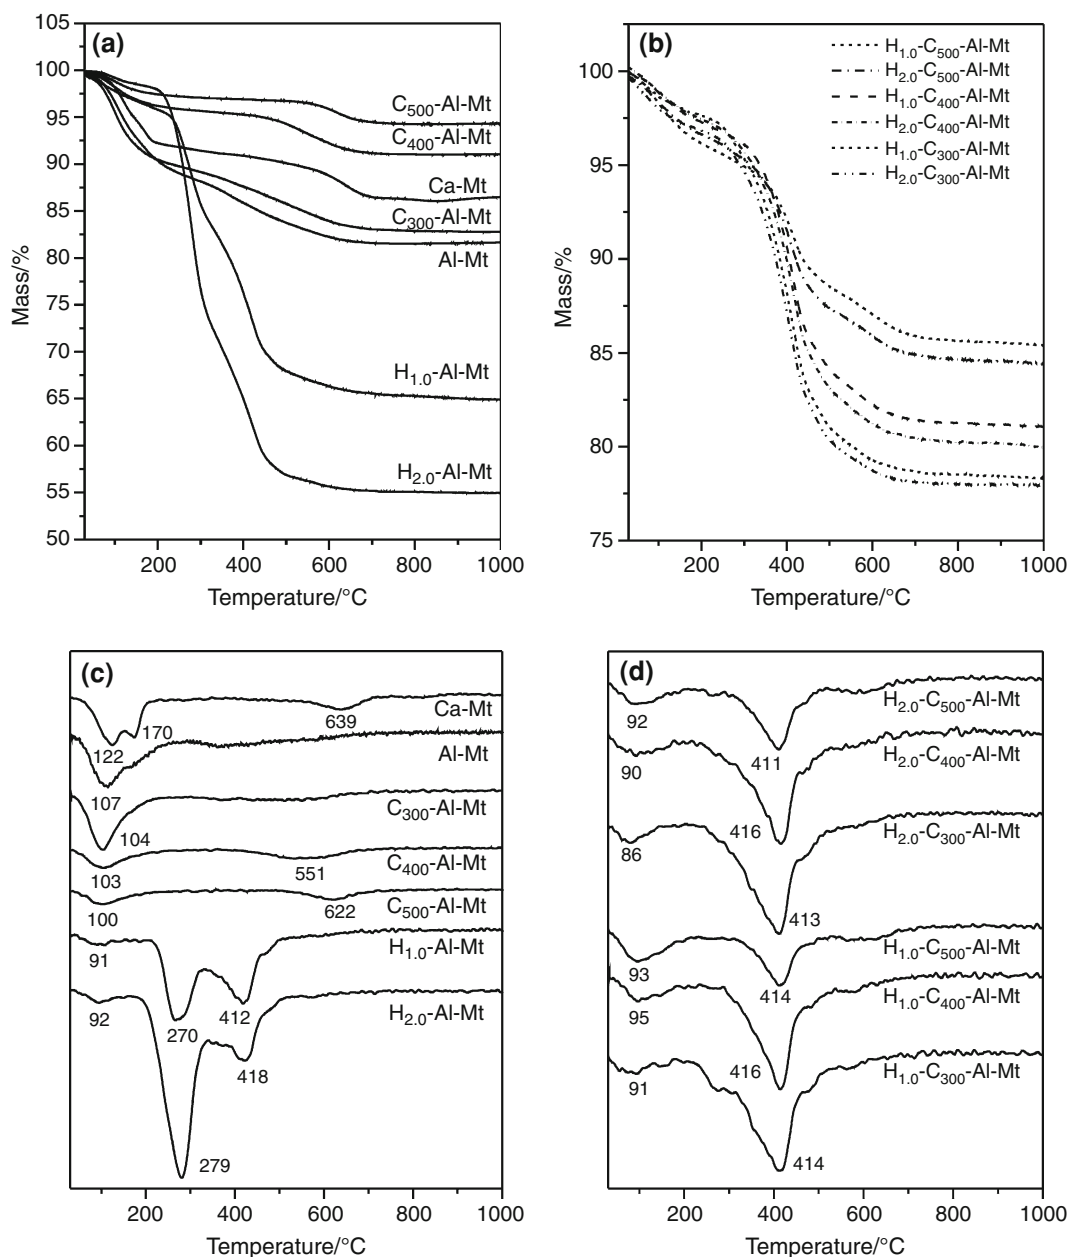 (a)
105
100
95
90
85
80
75
70
65
60
55
50
Mass/%
C500-Al-Mt
C400-Al-Mt
Ca-Mt
C300-Al-Mt
Al-Mt
H1.0-Al-Mt
H2.0-Al-Mt
200 400 600 800 1000
Temperature/°C
(b)
100
95
90
85
80
75
Mass/%
H1.0-C500-Al-Mt
H2.0-C500-Al-Mt
H1.0-C400-Al-Mt
H2.0-C400-Al-Mt
H1.0-C300-Al-Mt
H2.0-C300-Al-Mt
200 400 600 800 1000
Temperature/°C
(c)
Ca-Mt
122 170 639
Al-Mt
107
C300-Al-Mt
104
C400-Al-Mt
103 551
C500-Al-Mt
100 622
H1.0-Al-Mt
91 270 412
H2.0-Al-Mt
92 279 418
200 400 600 800 1000
Temperature/°C
(d)
H2.0-C500-Al-Mt
92 411
H2.0-C400-Al-Mt
90 416
H2.0-C300-Al-Mt
86 413
H1.0-C500-Al-Mt
93 414
H1.0-C400-Al-Mt
95 416
H1.0-C300-Al-Mt
91 414
200 400 600 800 1000
Temperature/°C